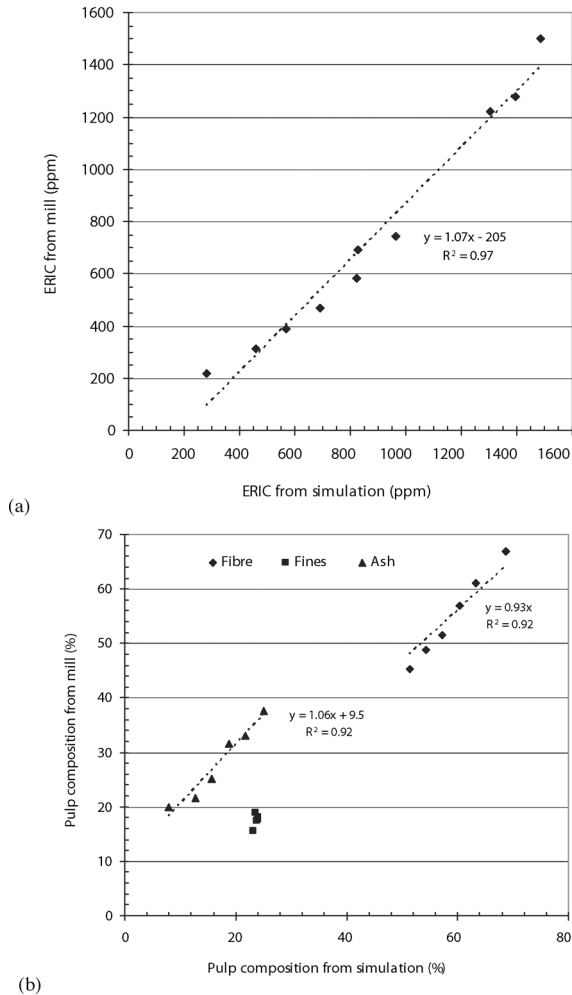 1600
1400
1200
1000
800
600
400
200
0
ERIC from mill (ppm)
y = 1.07x - 205
R² = 0.97
0 200 400 600 800 1000 1200 1400 1600
ERIC from simulation (ppm)
(a)
70
60
50
40
30
20
10
0
Pulp composition from mill (%)
Fibre Fines Ash
y = 0.93x
R² = 0.92
y = 1.06x + 9.5
R² = 0.92
0 20 40 60 80
Pulp composition from simulation (%)
(b)